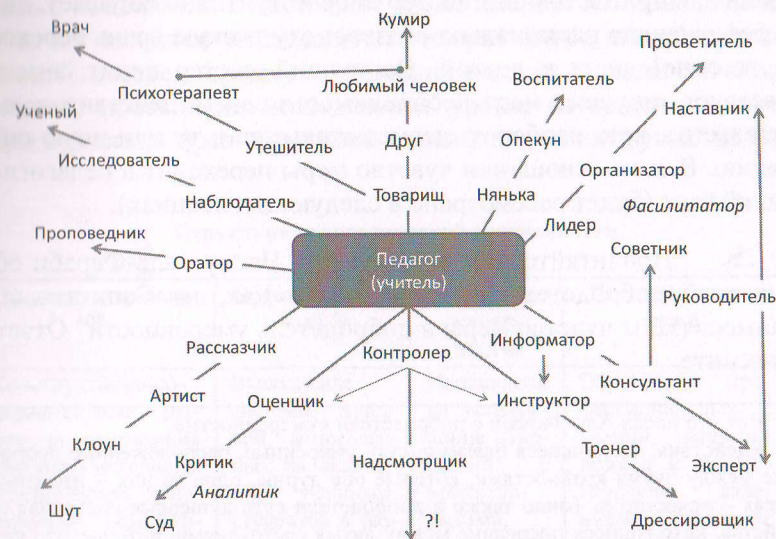 Кумир
Врач
Просветитель
Психотерапевт
Любимый человек
Воспитатель
Ученый
Наставник
Утешитель
Друг
Опекун
Исследователь
Организатор
Наблюдатель
Товарищ
Нянька
Фасилитатор
Лидер
Проповедник
Оратор
Педагог
(учитель)
Советник
Руководитель
Рассказчик
Контролер
Информатор
Артист
Оценщик
Инструктор
Консультант
Клоун
Критик
Надсмотрщик
Тренер
Эксперт
Аналитик
Шут
Суд
?!
Дрессировщик